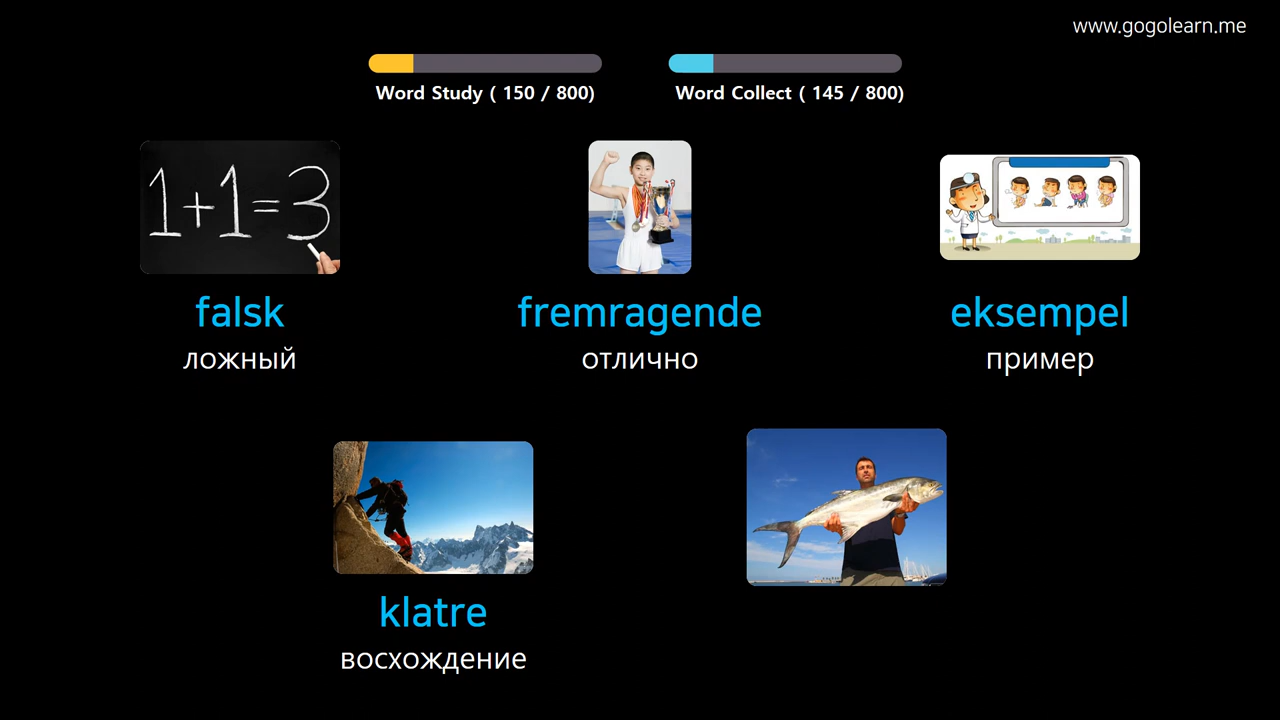 www.gogolearn.me
Word Study ( 150 / 800)
Word Collect ( 145 / 800)
1+1=3
falsk
ложный
fremragende
отлично
eksempel
пример
klatre
восхождение